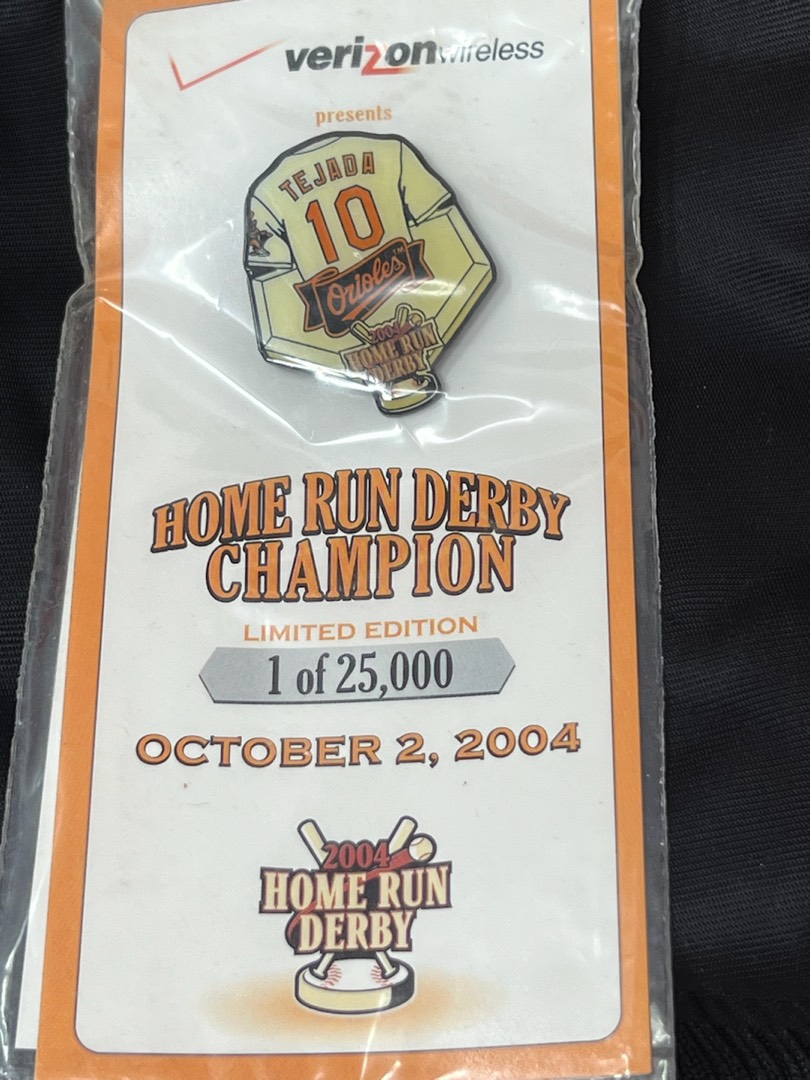 verizonwireless
presents
TEJADA
10
Orioles™
2004
HOME RUN
DERBY
HOME RUN DERBY
CHAMPION
LIMITED EDITION
1 of 25,000
OCTOBER 2, 2004
2004
HOME RUN
DERBY